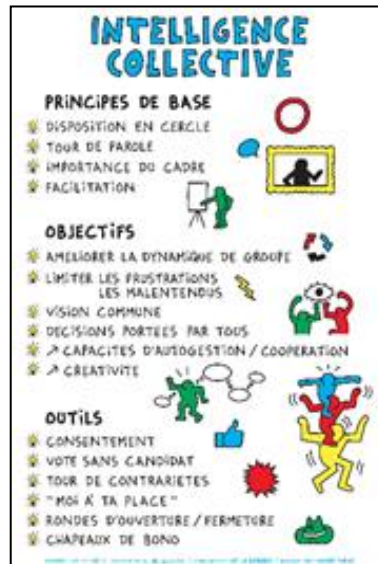 INTELLIGENCE
COLLECTIVE
PRINCIPES DE BASE
DISPOSITION EN CERCLE
TOUR DE PAROLE
IMPORTANCE DU CADRE
FACILITATION
OBJECTIFS
AMELIORER LA DYNAMIQUE DE GROUPE
LIMITER LES FRUSTRATIONS
LES MALENTENDUS
VISION COMMUNE
DECISIONS PORTEES PAR TOUS
↗ CAPACITES D'AUTOGESTION / COOPERATION
↗ CREATIVITE
OUTILS
CONSENTEMENT
VOTE SANS CANDIDAT
TOUR DE CONTRARIETES
"MOI A TA PLACE"
RONDES D'OUVERTURE / FERMETURE
CHAPEAUX DE BONO